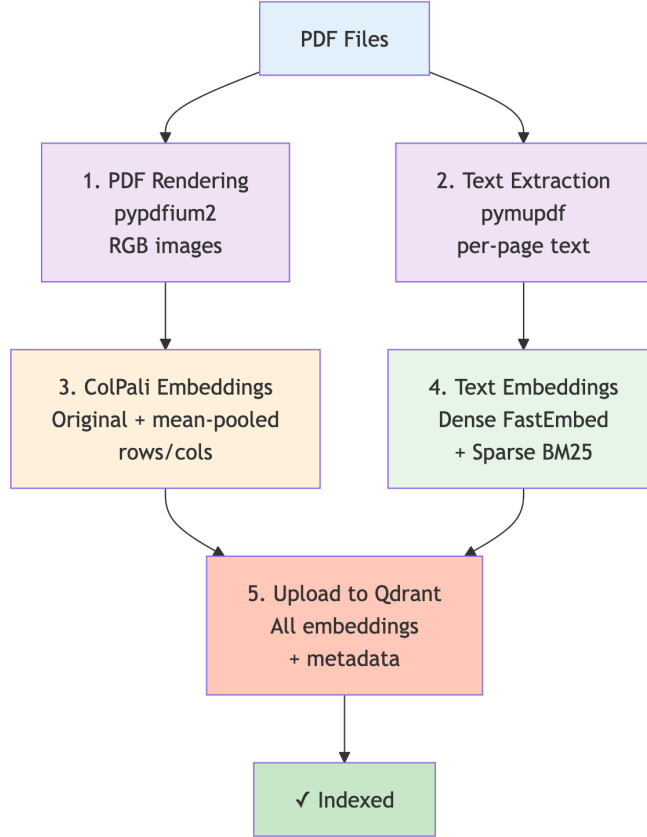 PDF Files
1. PDF Rendering
pypdfium2
RGB images
2. Text Extraction
pymupdf
per-page text
3. ColPali Embeddings
Original + mean-pooled
rows/cols
4. Text Embeddings
Dense FastEmbed
+ Sparse BM25
5. Upload to Qdrant
All embeddings
+ metadata
✓ Indexed